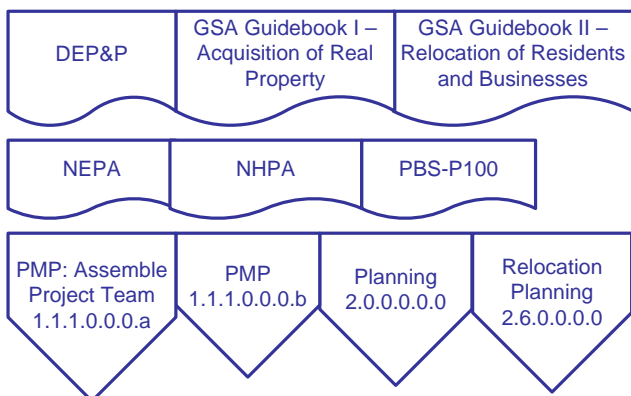 DEP&P
GSA Guidebook I –
Acquisition of Real
Property
GSA Guidebook II –
Relocation of Residents
and Businesses
NEPA
NHPA
PBS-P100
PMP: Assemble
Project Team
1.1.1.0.0.0.a
PMP
1.1.1.0.0.0.b
Planning
2.0.0.0.0.0
Relocation
Planning
2.6.0.0.0.0